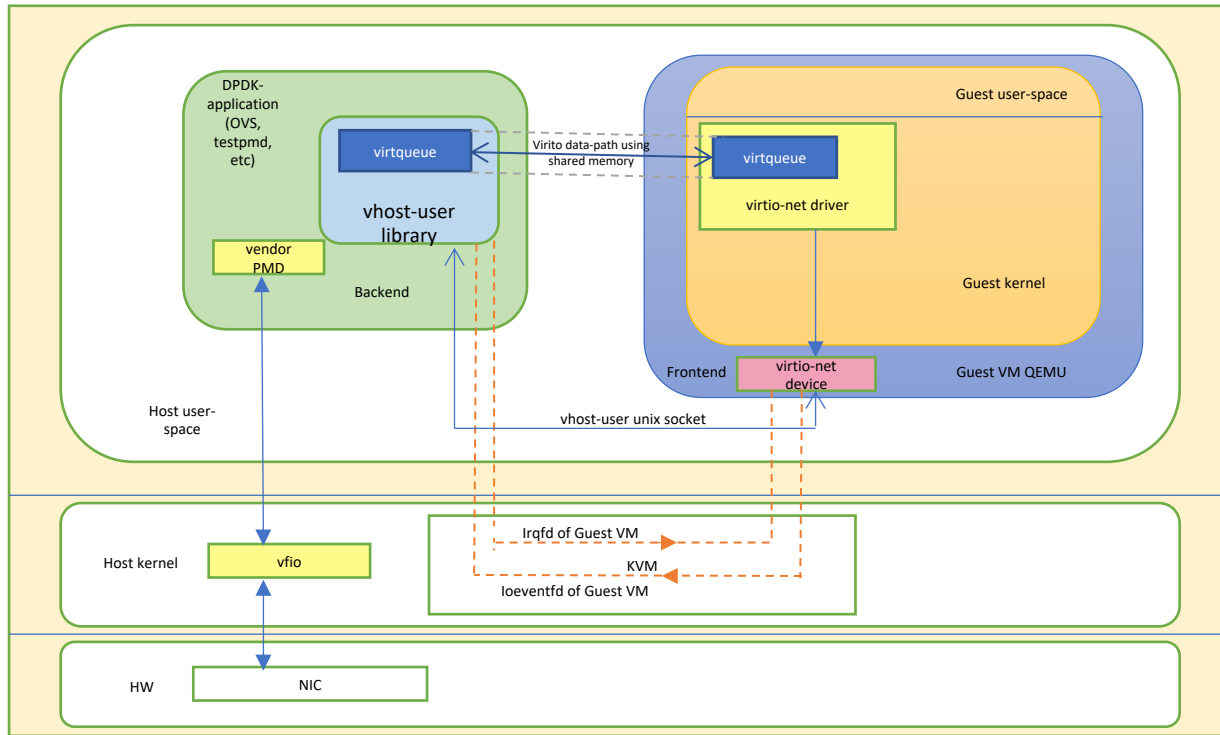 DPDK-
application
(OVS,
testpmd,
etc)
virtqueue
vhost-user
library
vendor
PMD
Backend
Virito data-path using
shared memory
Guest user-space
virtqueue
virtio-net driver
Guest kernel
Frontend
virtio-net
device
Guest VM QEMU
Host user-
space
vhost-user unix socket
Host kernel
vfio
Irqfd of Guest VM
KVM
Ioeventfd of Guest VM
HW
NIC